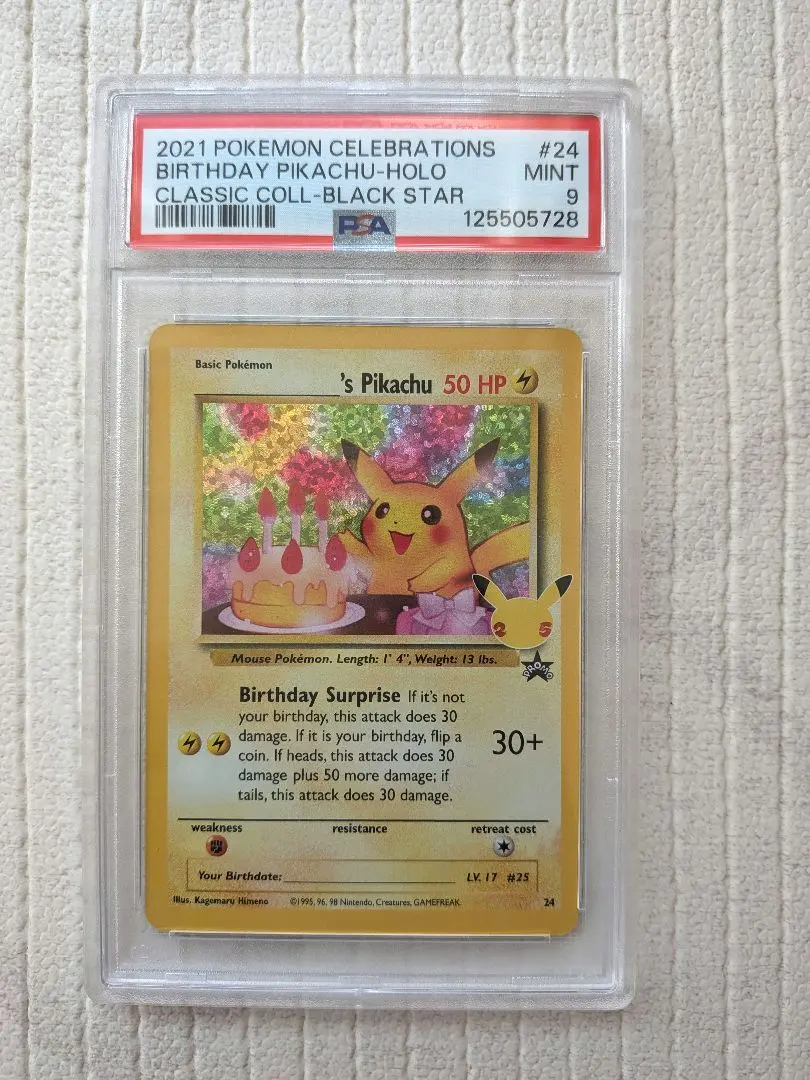 2021 POKEMON CELEBRATIONS #24
BIRTHDAY PIKACHU-HOLO MINT
CLASSIC COLL-BLACK STAR 9
PSA 125505728
Basic Pokémon
____________'s Pikachu 50 HP
25
PROMO
Mouse Pokémon. Length: 1' 4", Weight: 13 lbs.
Birthday Surprise If it's not
your birthday, this attack does 30
damage. If it is your birthday, flip a
coin. If heads, this attack does 30
damage plus 50 more damage; if
tails, this attack does 30 damage.
30+
weakness resistance retreat cost
Your Birthdate:____________ LV. 17 #25
Illus. Kagemaru Himeno ©1995, 96, 98 Nintendo, Creatures, GAMEFREAK. 24